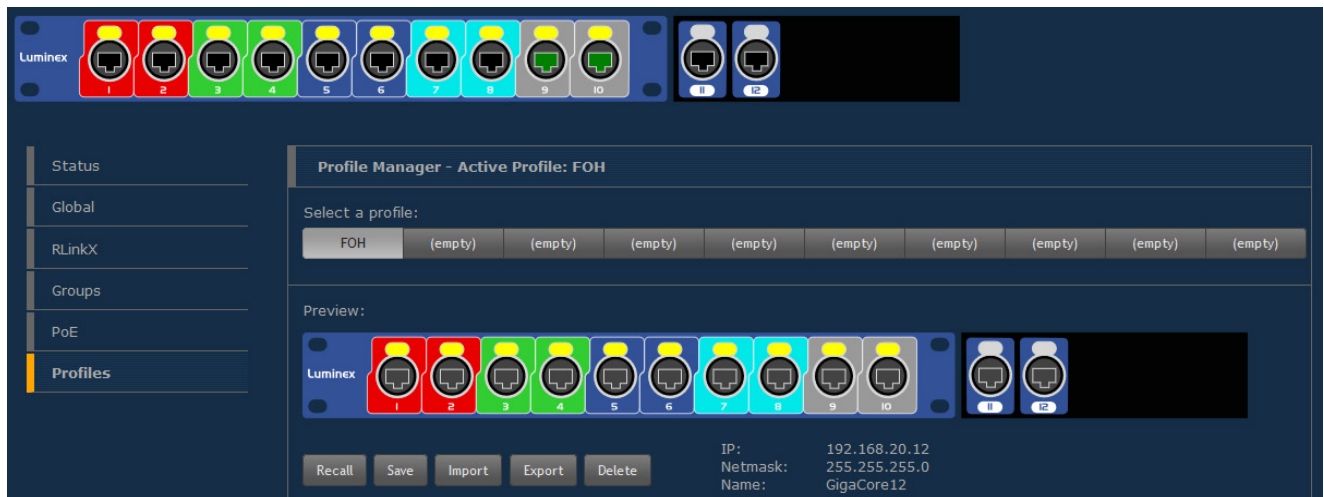 Luminex
1 2 3 4 5 6 7 8 9 10 11 12
Status
Global
RLinkX
Groups
PoE
Profiles
Profile Manager - Active Profile: FOH
Select a profile:
FOH (empty) (empty) (empty) (empty) (empty) (empty) (empty) (empty) (empty)
Preview:
Luminex
1 2 3 4 5 6 7 8 9 10 11 12
Recall Save Import Export Delete
IP: 192.168.20.12
Netmask: 255.255.255.0
Name: GigaCore12